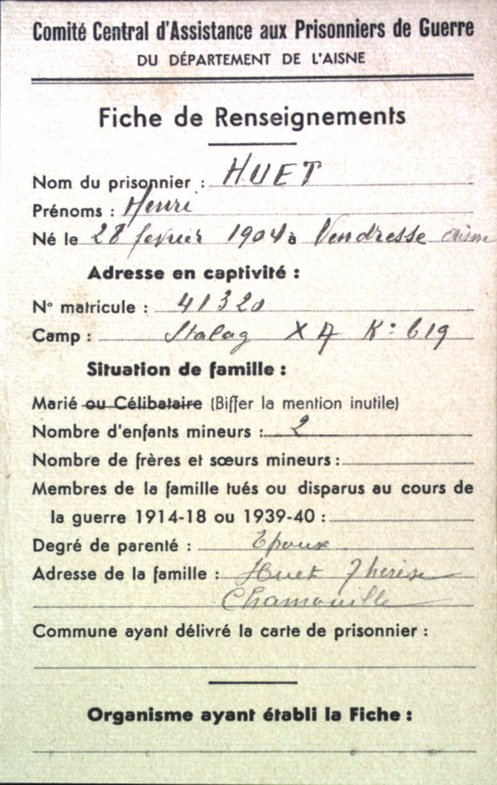 Comité Central d'Assistance aux Prisonniers de Guerre
DU DÉPARTEMENT DE L'AISNE
Fiche de Renseignements
Nom du prisonnier : HUET
Prénoms : Henri
Né le 28 fevrier 1904 à Vendresse aisne
Adresse en captivité :
N° matricule : 41320
Camp : Stalag X A K° 619
Situation de famille :
Marié ou Célibataire (Biffer la mention inutile)
Nombre d'enfants mineurs : 2
Nombre de frères et sœurs mineurs :
Membres de la famille tués ou disparus au cours de
la guerre 1914-18 ou 1939-40 :
Degré de parenté : Epoux
Adresse de la famille : Huet Thérèse
Chamouille
Commune ayant délivré la carte de prisonnier :
Organisme ayant établi la Fiche :